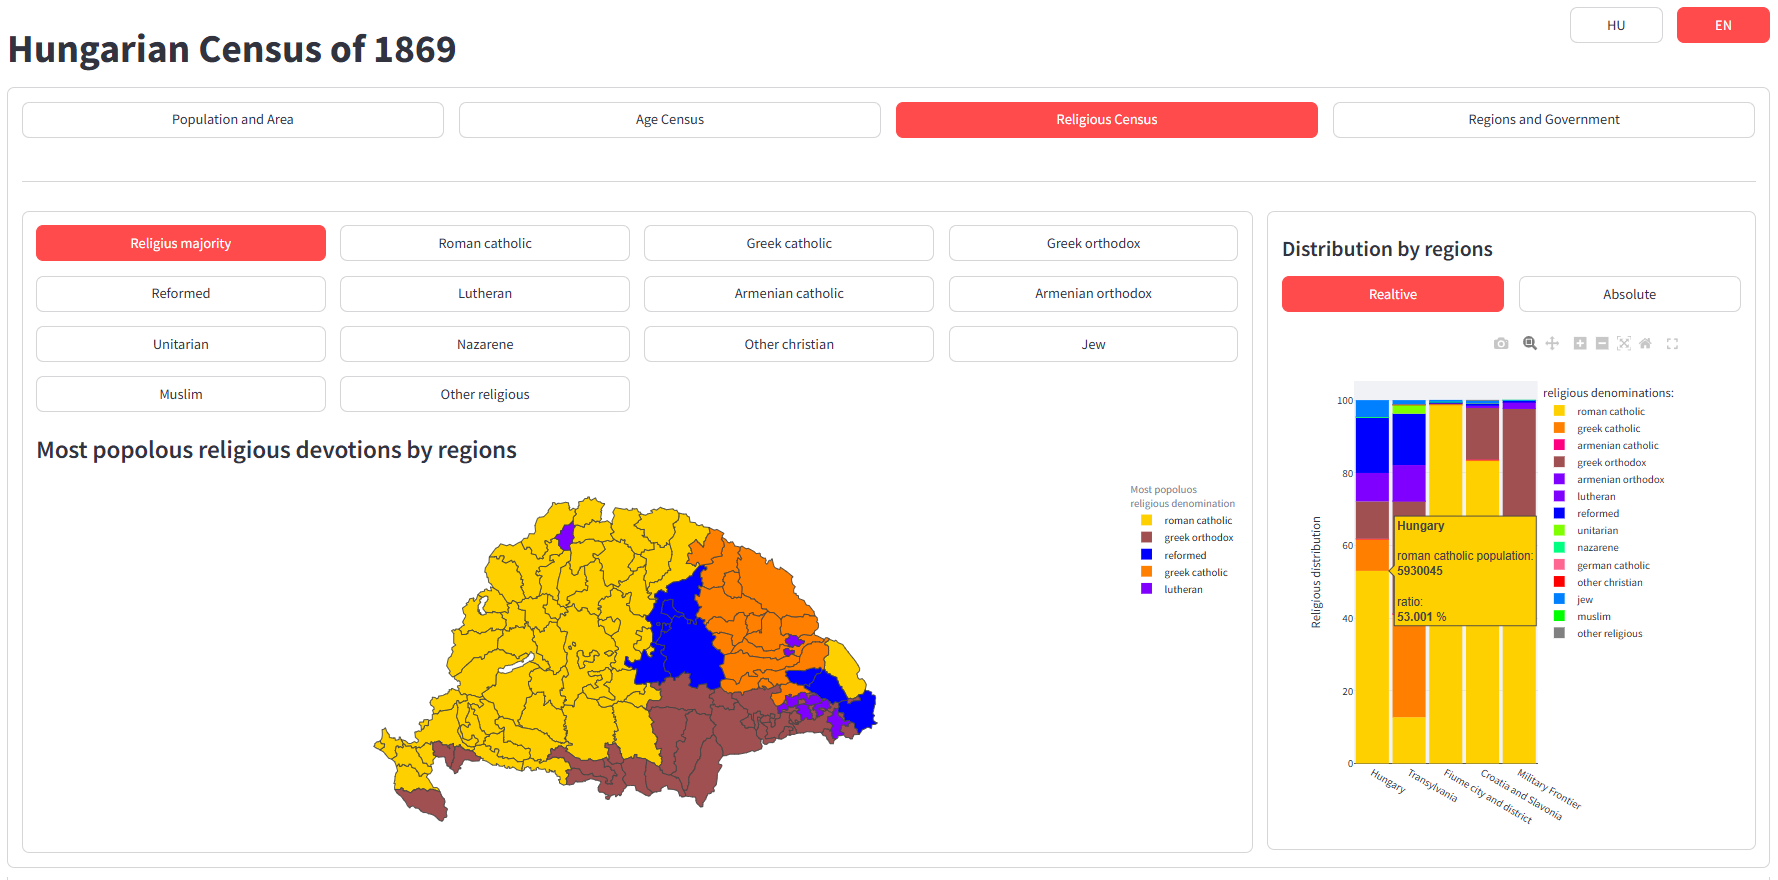 HU
EN
Hungarian Census of 1869
Population and Area
Age Census
Religious Census
Regions and Government
Religius majority
Roman catholic
Greek catholic
Greek orthodox
Reformed
Lutheran
Armenian catholic
Armenian orthodox
Unitarian
Nazarene
Other christian
Jew
Muslim
Other religious
Most popolous religious devotions by regions
Most popoluos
religious denomination
roman catholic
greek orthodox
reformed
greek catholic
lutheran
Distribution by regions
Realtive
Absolute
religious denominations:
roman catholic
greek catholic
armenian catholic
greek orthodox
armenian orthodox
lutheran
reformed
unitarian
nazarene
german catholic
other christian
jew
muslim
other religious
Religious distribution
100
80
60
40
20
0
Hungary
roman catholic population:
5930045
ratio:
53.001 %
Hungary
Transylvania
Fiume city and district
Croatia and Slavonia
Military Frontier